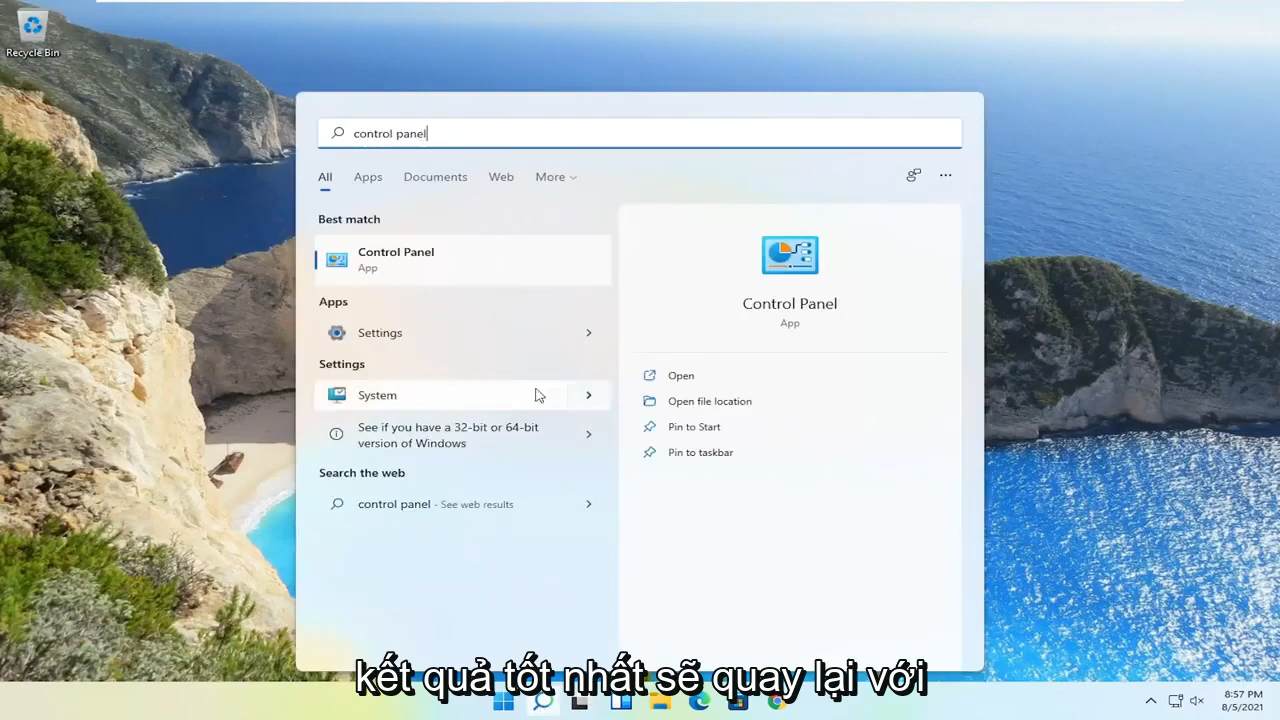 Recycle Bin
control panel
All Apps Documents Web More
Best match
Control Panel
App
Apps
Settings
Settings
System
See if you have a 32-bit or 64-bit
version of Windows
Search the web
control panel - See web results
Control Panel
App
Open
Open file location
Pin to Start
Pin to taskbar
kết quả tốt nhất sẽ quay lại với
8:57 PM
8/5/2021